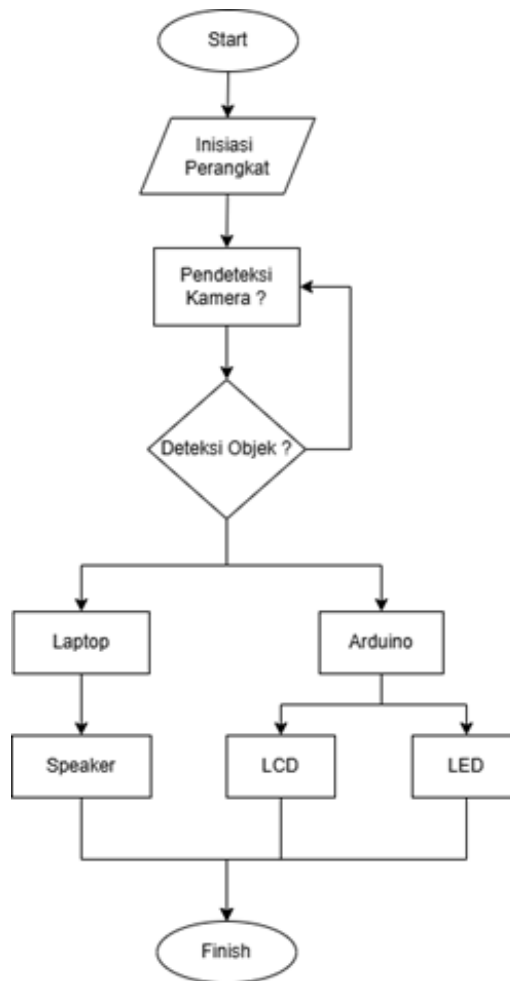 Start
Inisiasi
Perangkat
Pendeteksi
Kamera ?
Deteksi Objek ?
Laptop
Arduino
Speaker
LCD
LED
Finish